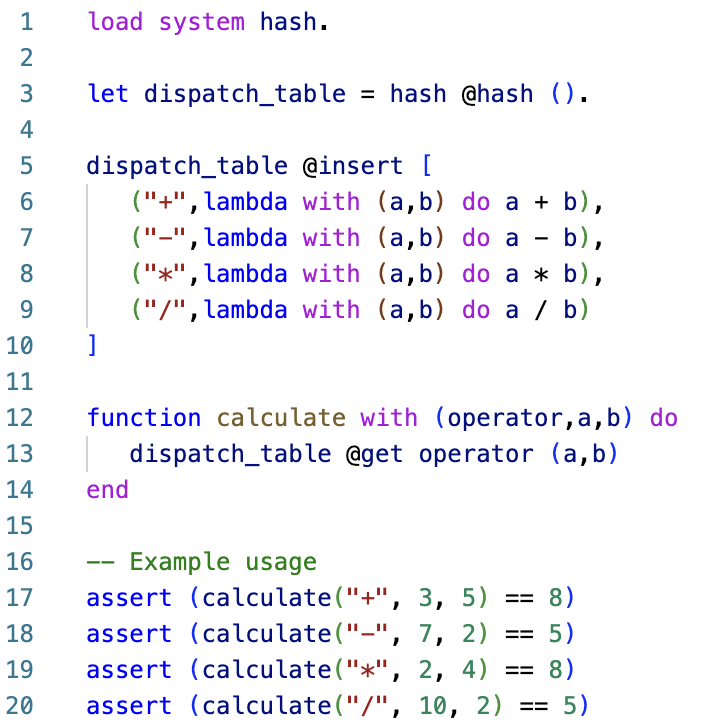 1 load system hash.
2
3 let dispatch_table = hash @hash ().
4
5 dispatch_table @insert [
6    ("+",lambda with (a,b) do a + b),
7    ("-",lambda with (a,b) do a - b),
8    ("*",lambda with (a,b) do a * b),
9    ("/",lambda with (a,b) do a / b)
10 ]
11
12 function calculate with (operator,a,b) do
13    dispatch_table @get operator (a,b)
14 end
15
16 -- Example usage
17 assert (calculate("+", 3, 5) == 8)
18 assert (calculate("-", 7, 2) == 5)
19 assert (calculate("*", 2, 4) == 8)
20 assert (calculate("/", 10, 2) == 5)